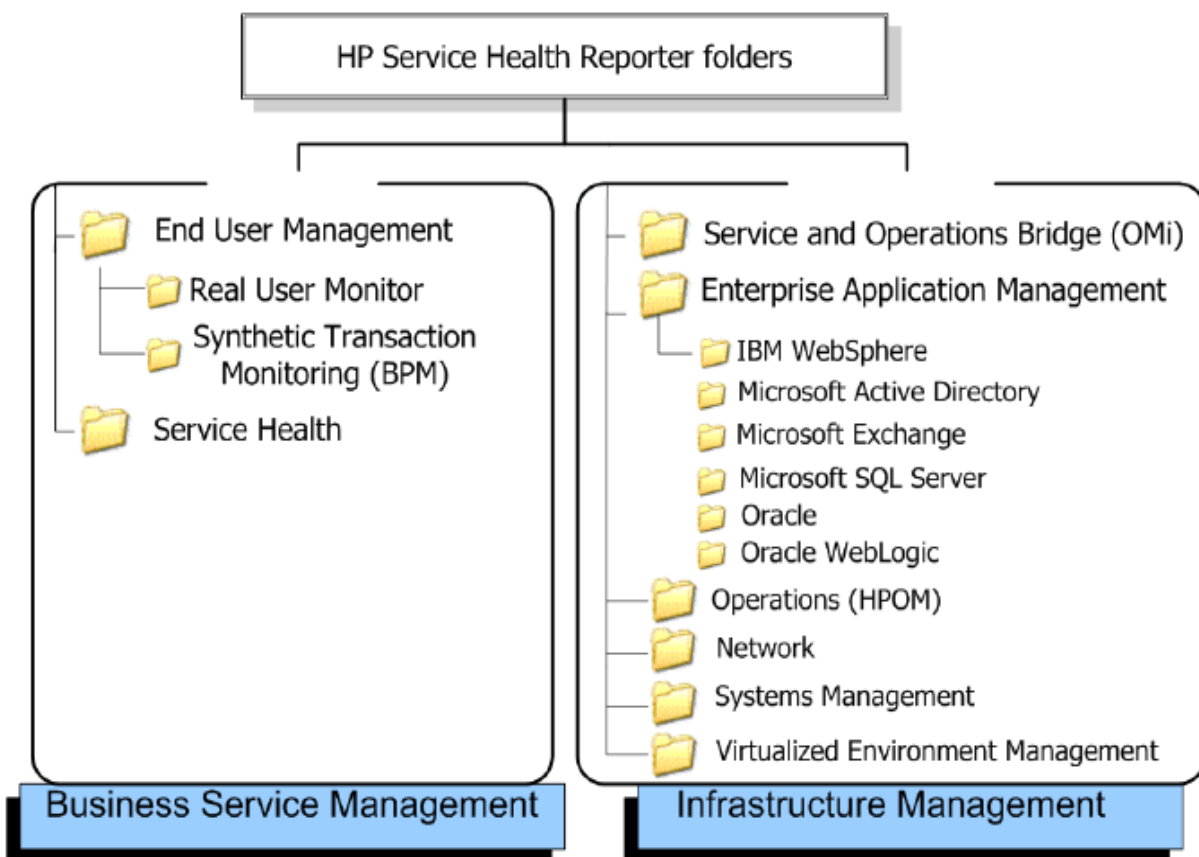 HP Service Health Reporter folders
End User Management
Real User Monitor
Synthetic Transaction
Monitoring (BPM)
Service Health
Business Service Management
Service and Operations Bridge (OMi)
Enterprise Application Management
IBM WebSphere
Microsoft Active Directory
Microsoft Exchange
Microsoft SQL Server
Oracle
Oracle WebLogic
Operations (HPOM)
Network
Systems Management
Virtualized Environment Management
Infrastructure Management